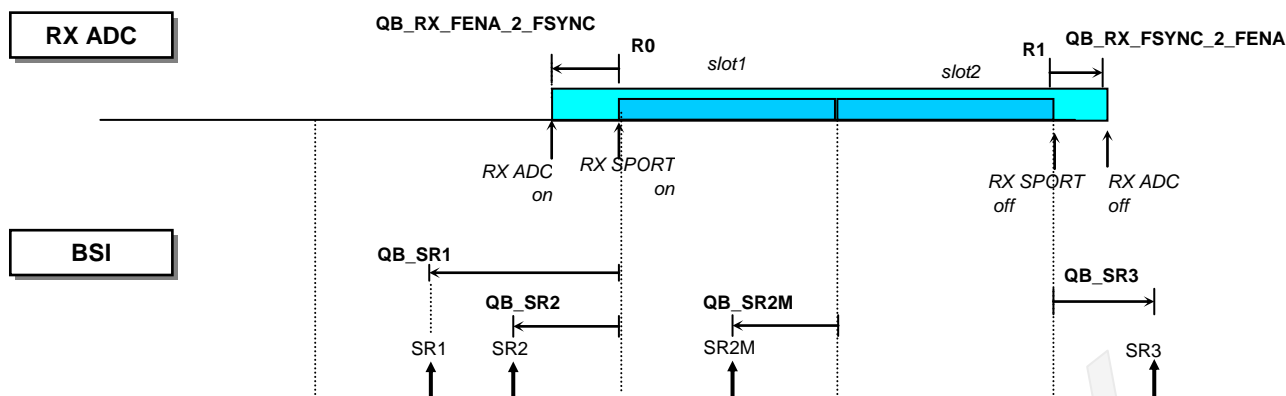 RX ADC
QB_RX_FENA_2_FSYNC
R0
slot1
slot2
R1
QB_RX_FSYNC_2_FENA
RX ADC
on
RX SPORT
on
RX SPORT
off
RX ADC
off
BSI
QB_SR1
QB_SR2
QB_SR2M
QB_SR3
SR1
SR2
SR2M
SR3